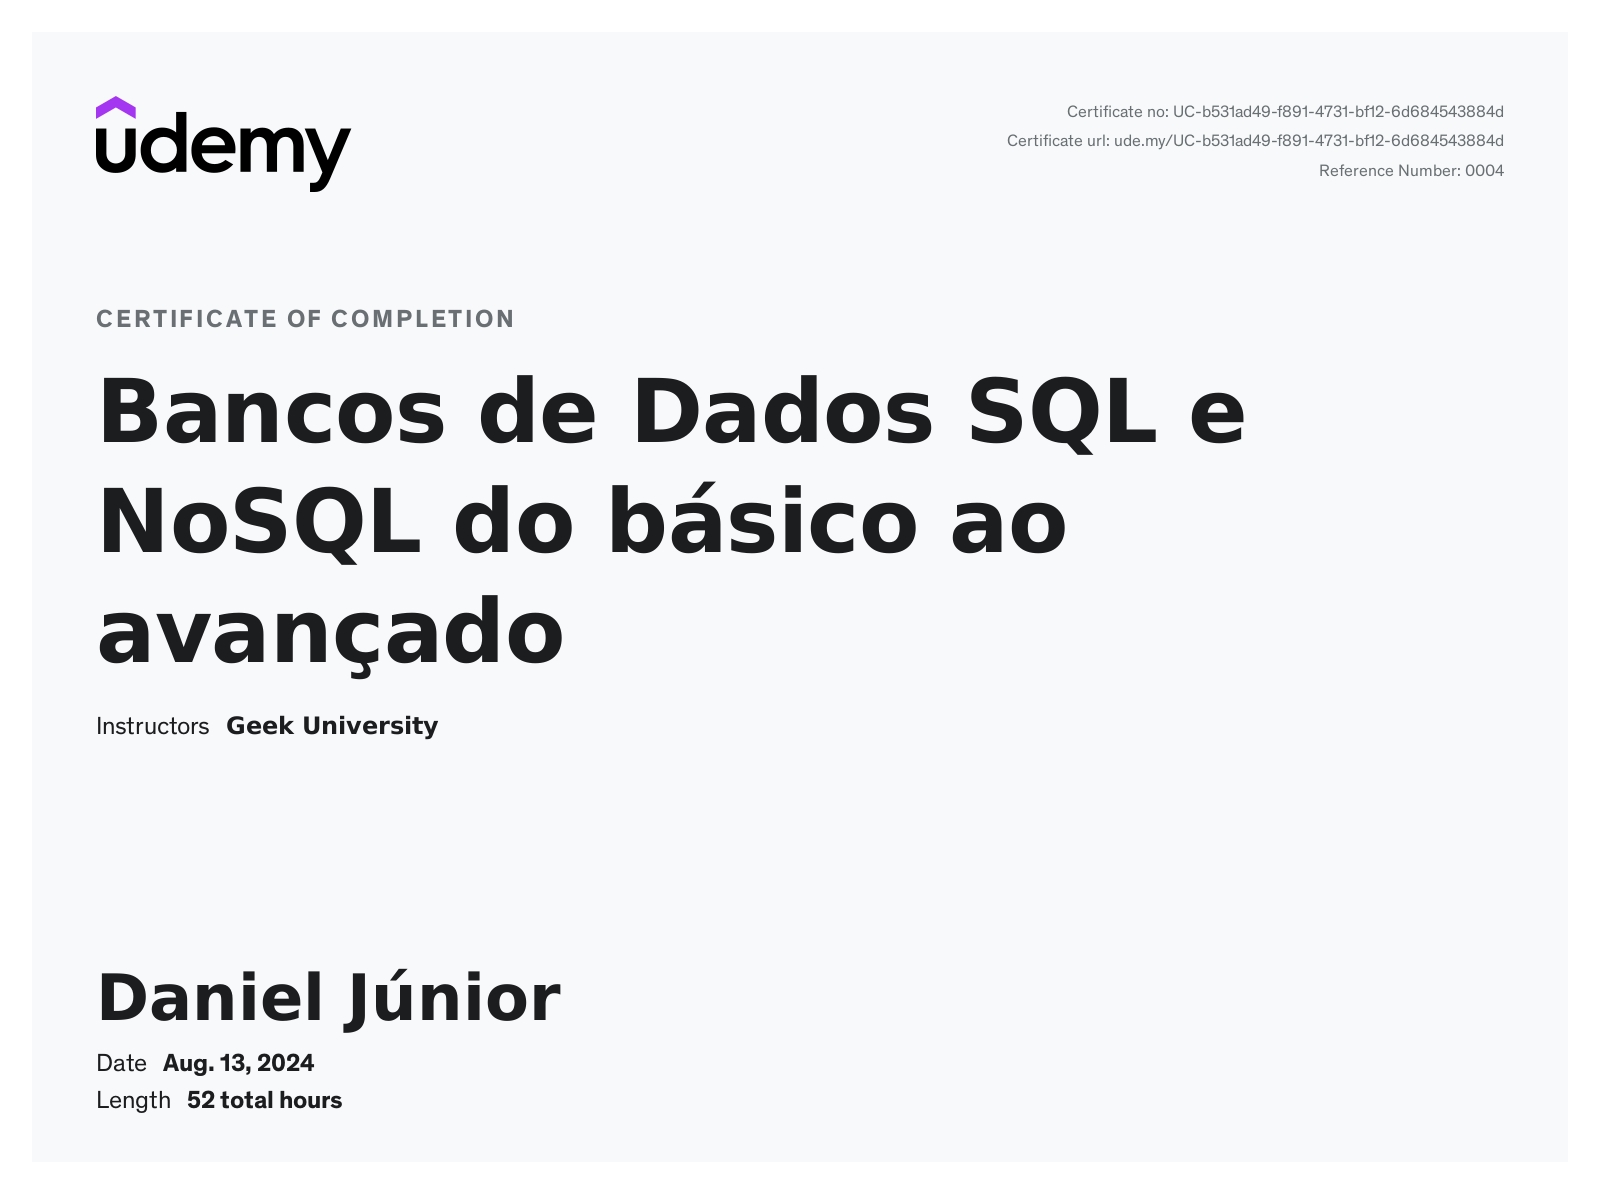 udemy
Certificate no: UC-b531ad49-f891-4731-bf12-6d684543884d
Certificate url: ude.my/UC-b531ad49-f891-4731-bf12-6d684543884d
Reference Number: 0004
CERTIFICATE OF COMPLETION
Bancos de Dados SQL e
NoSQL do básico ao
avançado
Instructors Geek University
Daniel Júnior
Date Aug. 13, 2024
Length 52 total hours